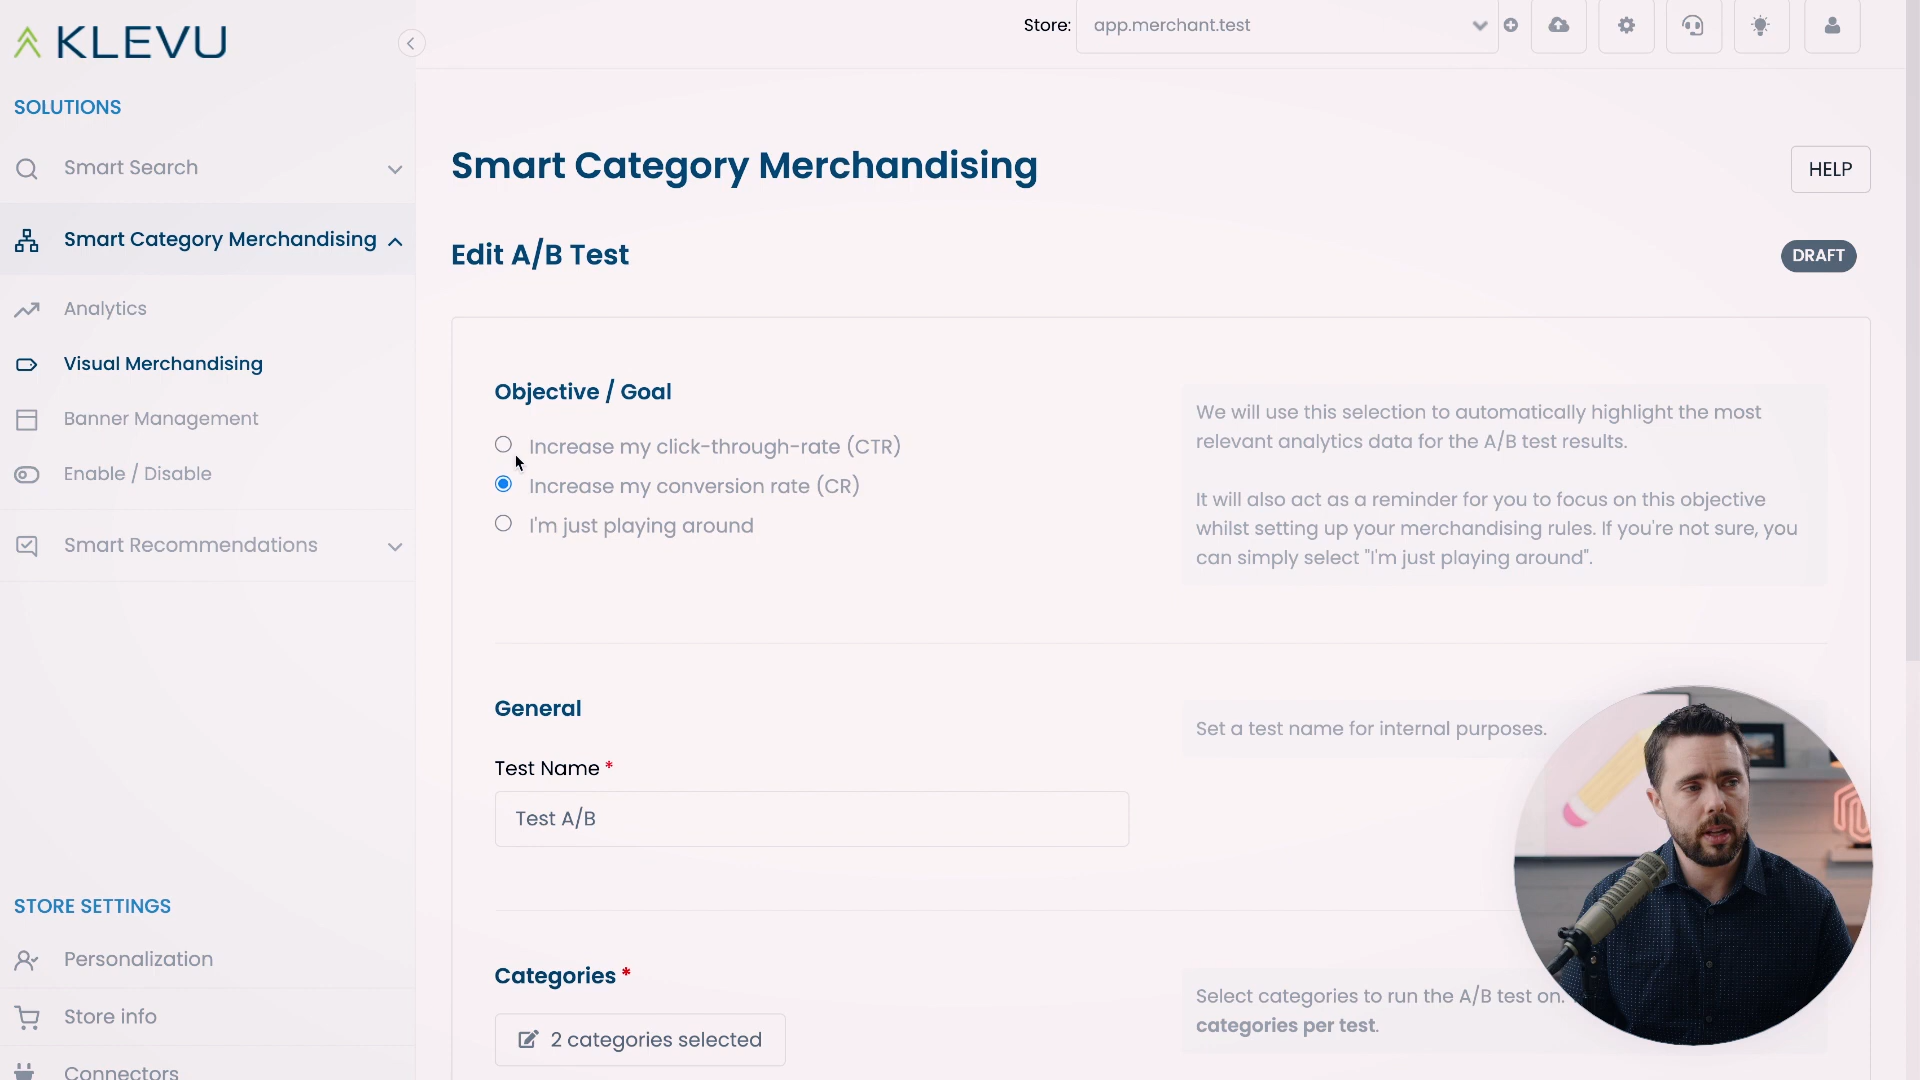 KLEVU
Store:
app.merchant.test
SOLUTIONS
Smart Search
Smart Category Merchandising
Analytics
Visual Merchandising
Banner Management
Enable / Disable
Smart Recommendations
STORE SETTINGS
Personalization
Store info
Connectors
Smart Category Merchandising
HELP
Edit A/B Test
DRAFT
Objective / Goal
Increase my click-through-rate (CTR)
Increase my conversion rate (CR)
I'm just playing around
We will use this selection to automatically highlight the most
relevant analytics data for the A/B test results.
It will also act as a reminder for you to focus on this objective
whilst setting up your merchandising rules. If you're not sure, you
can simply select "I'm just playing around".
General
Set a test name for internal purposes.
Test Name *
Test A/B
Categories *
Select categories to run the A/B test on.
categories per test.
2 categories selected